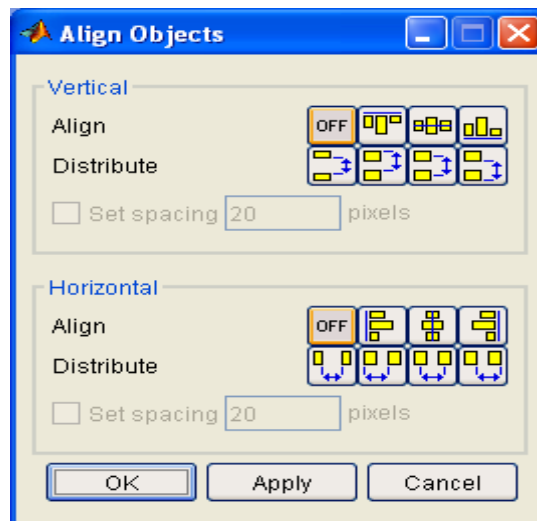 Align Objects
Vertical
Align OFF
Distribute
Set spacing 20 pixels
Horizontal
Align OFF
Distribute
Set spacing 20 pixels
OK Apply Cancel